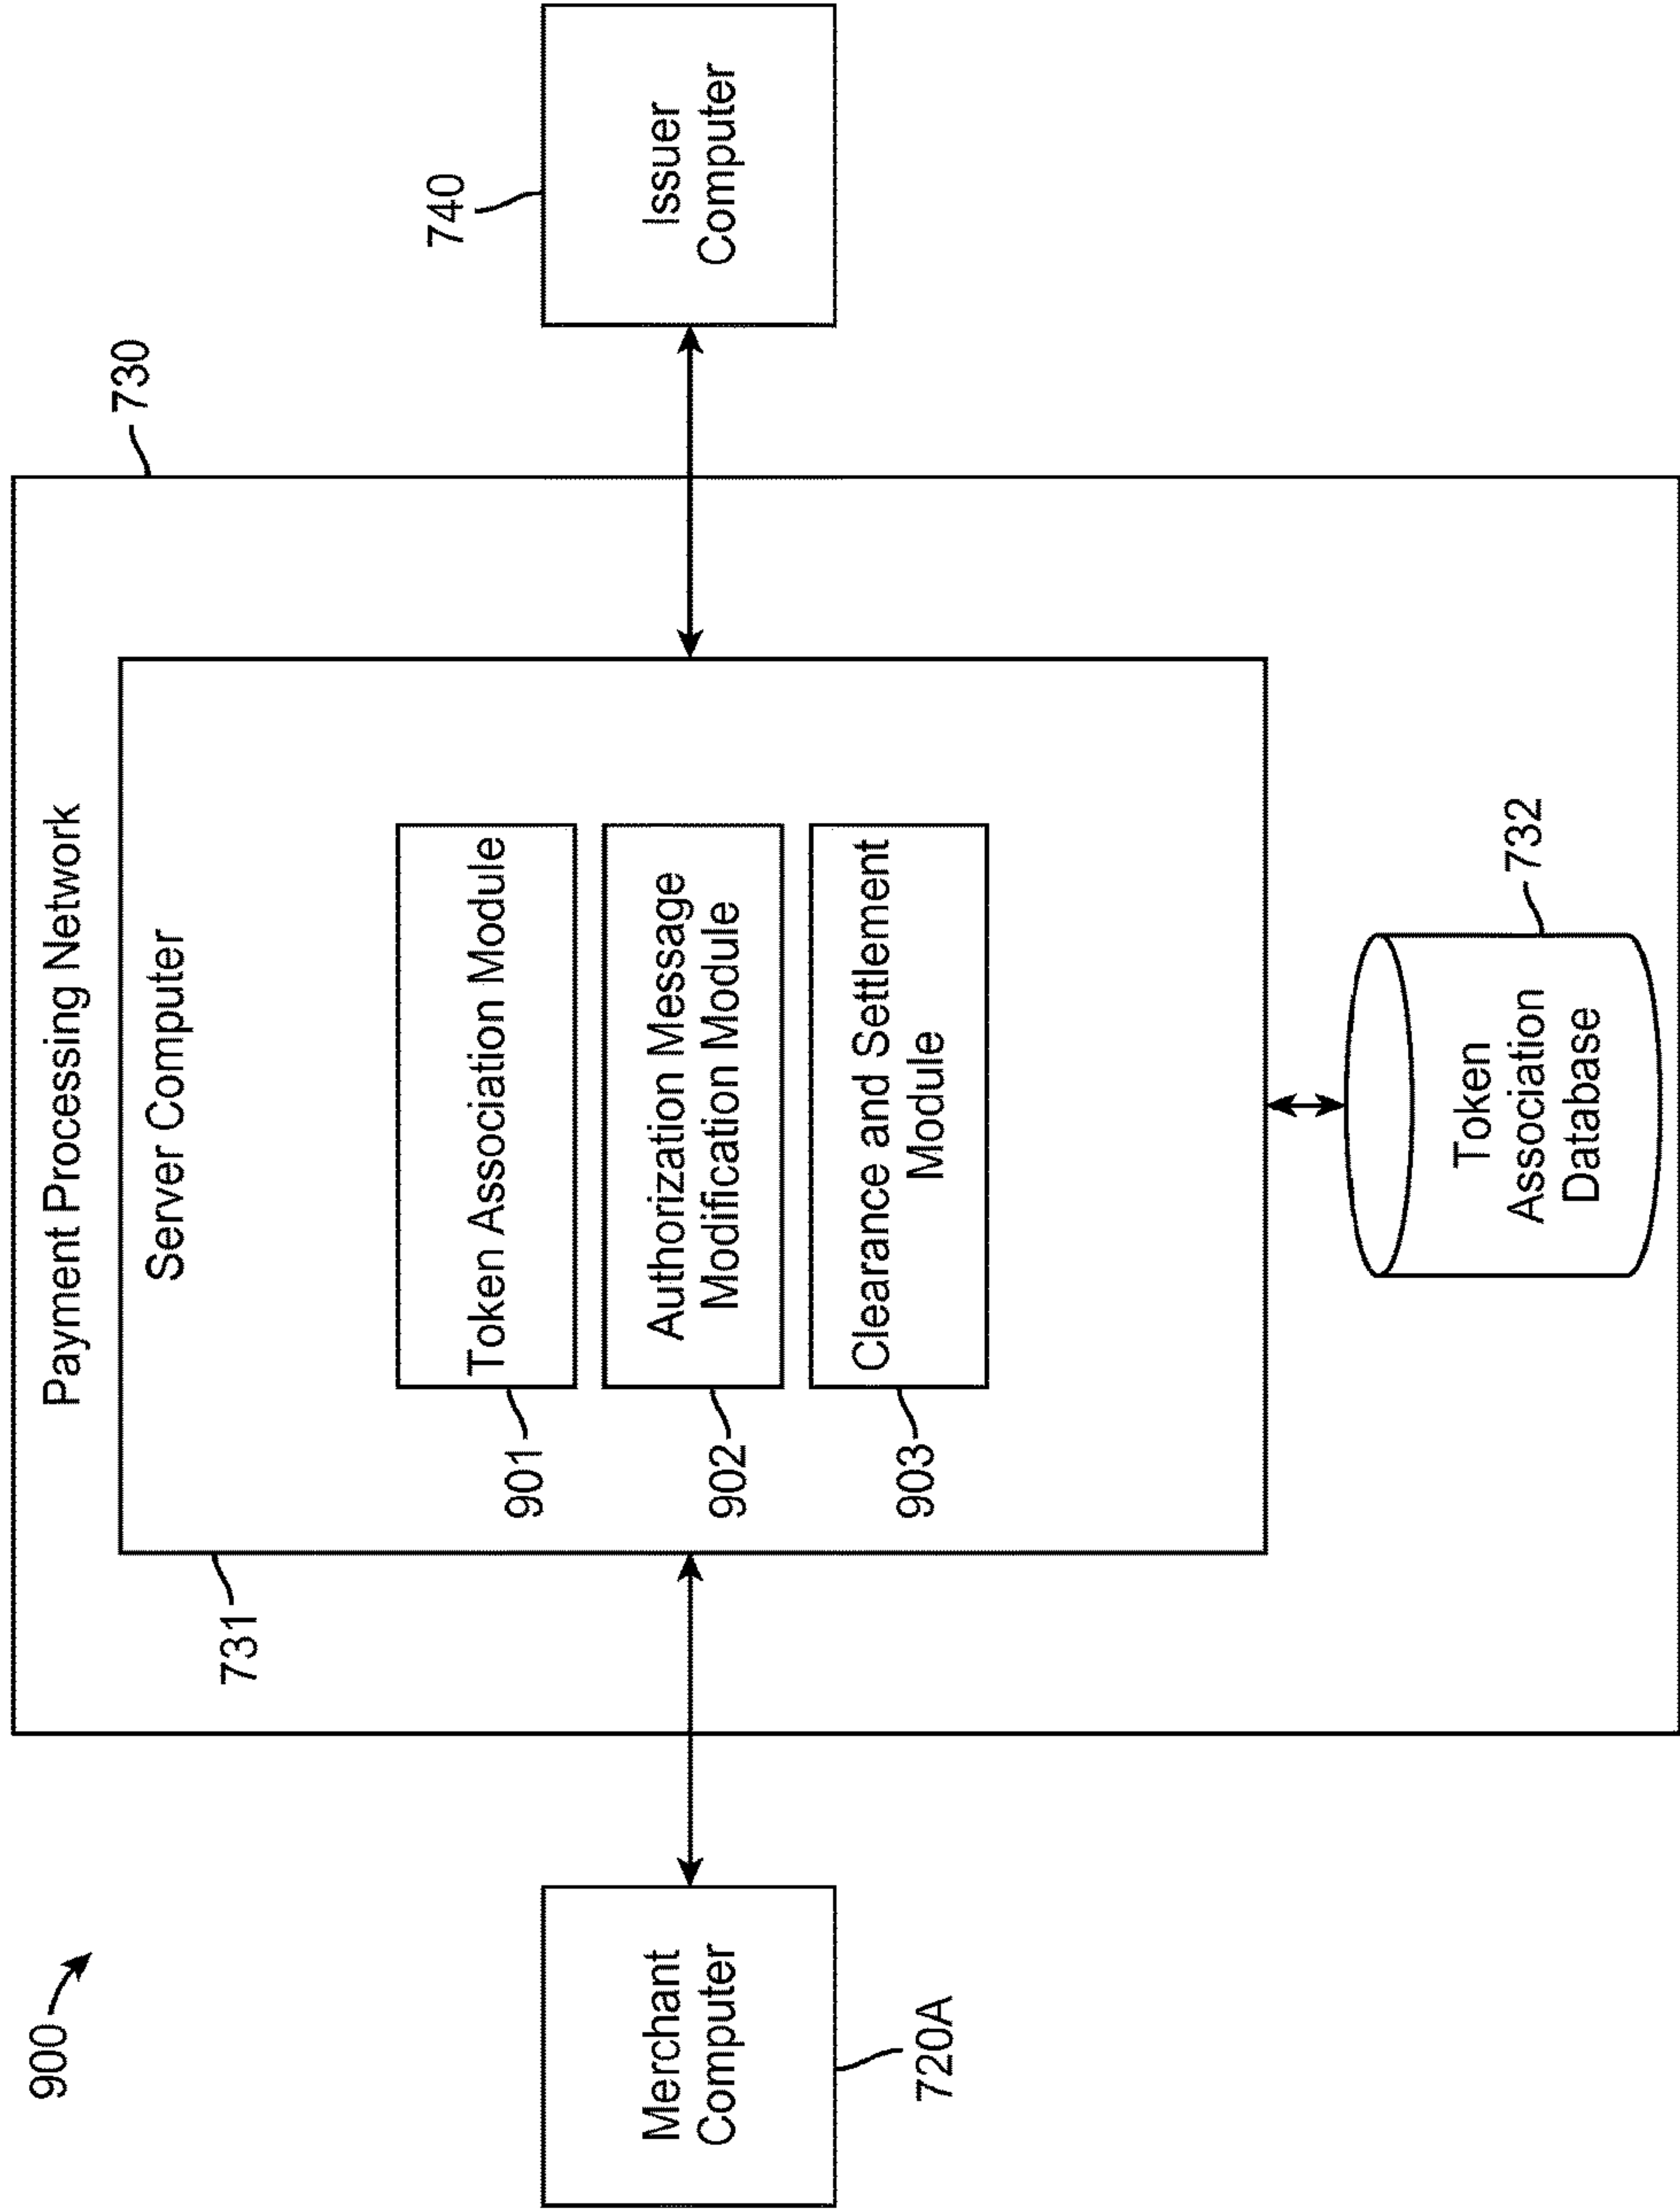 900
Payment Processing Network
730
Server Computer
731
Token Association Module
901
Authorization Message
Modification Module
902
Clearance and Settlement
Module
903
Merchant
Computer
720A
Issuer
Computer
740
Token
Association
Database
732